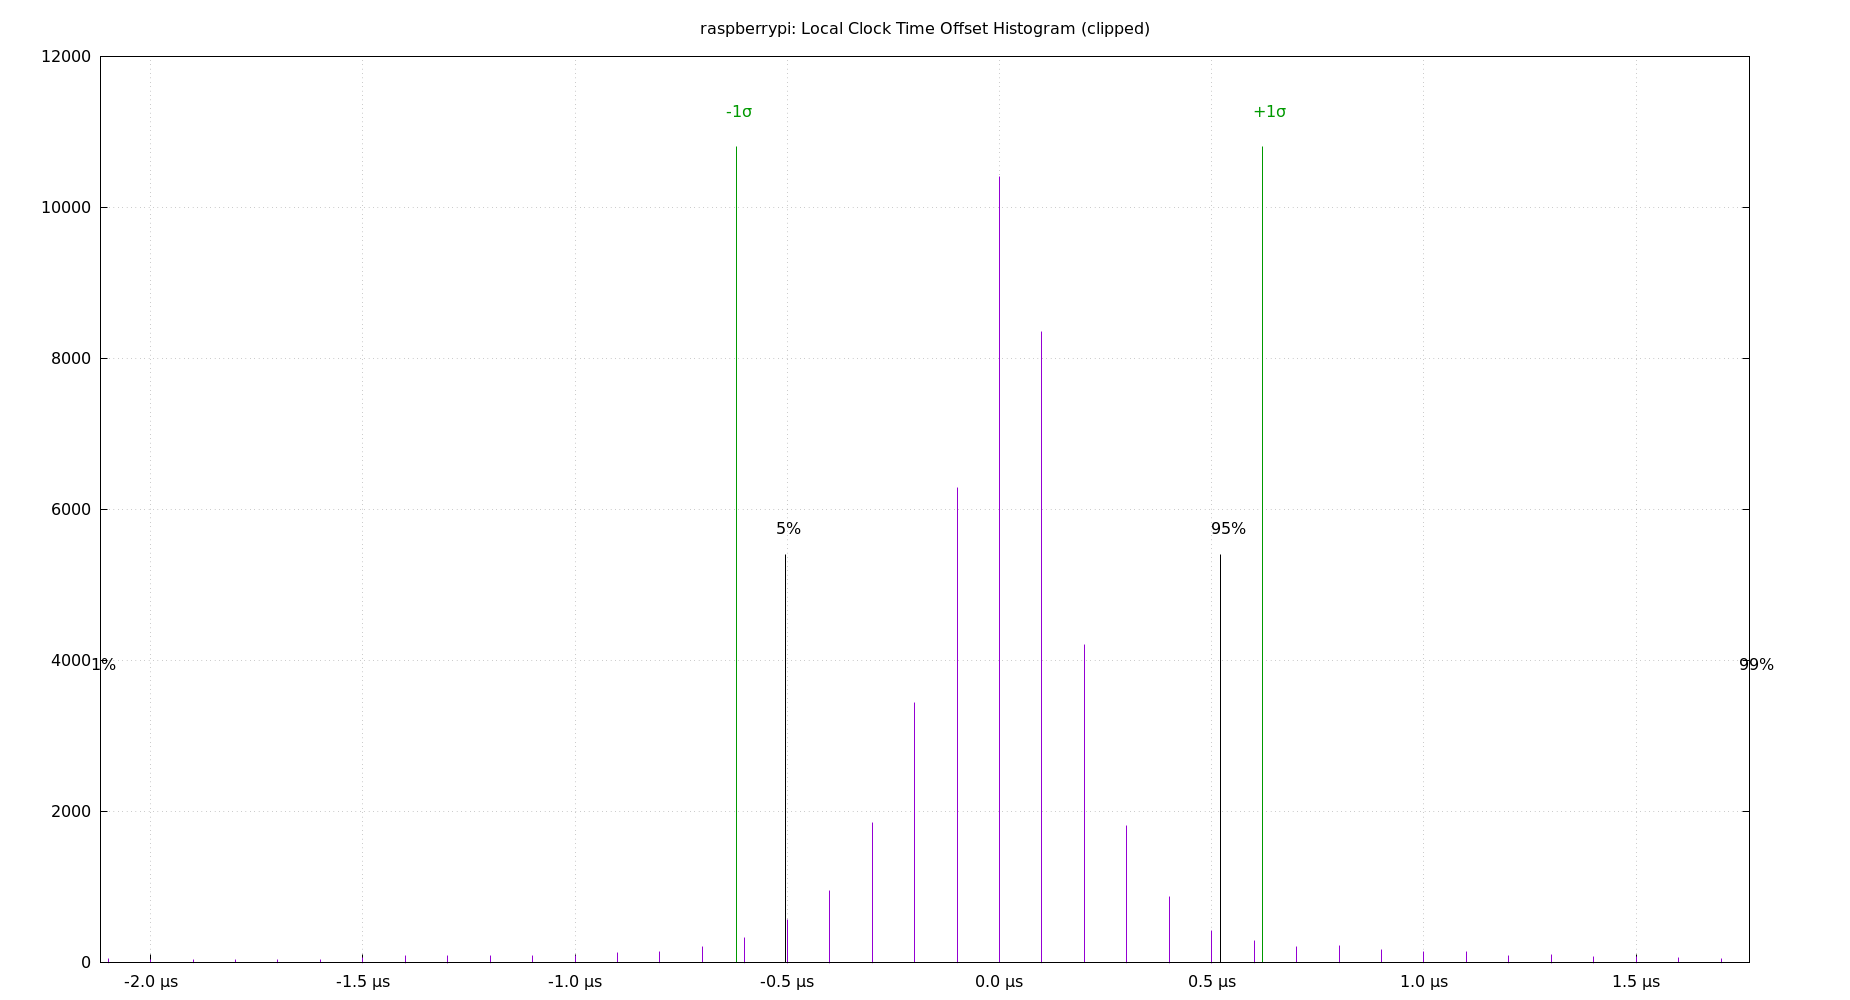 raspberrypi: Local Clock Time Offset Histogram (clipped)
12000
-1σ
+1σ
10000
8000
6000
5%
95%
4000
1%
99%
2000
0
-2.0 µs
-1.5 µs
-1.0 µs
-0.5 µs
0.0 µs
0.5 µs
1.0 µs
1.5 µs